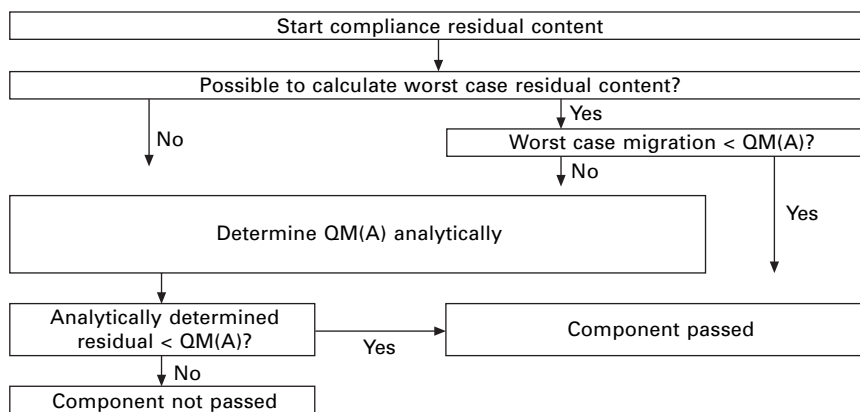 Start compliance residual content
Possible to calculate worst case residual content?
Yes
No
Worst case migration < QM(A)?
No
Yes
Determine QM(A) analytically
Analytically determined
residual < QM(A)?
Yes
Component passed
No
Component not passed